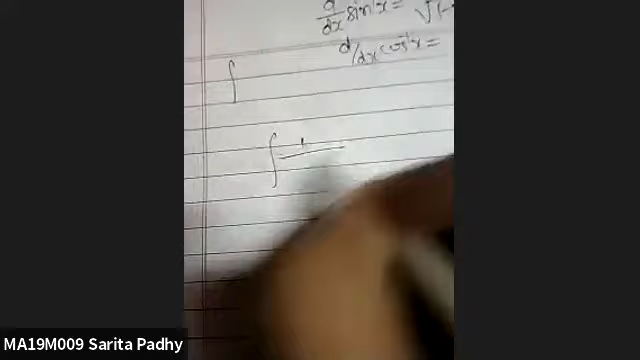 d/dx sin⁻¹x = √1-
d/dx cos⁻¹x =
∫
∫ 1
MA19M009 Sarita Padhy